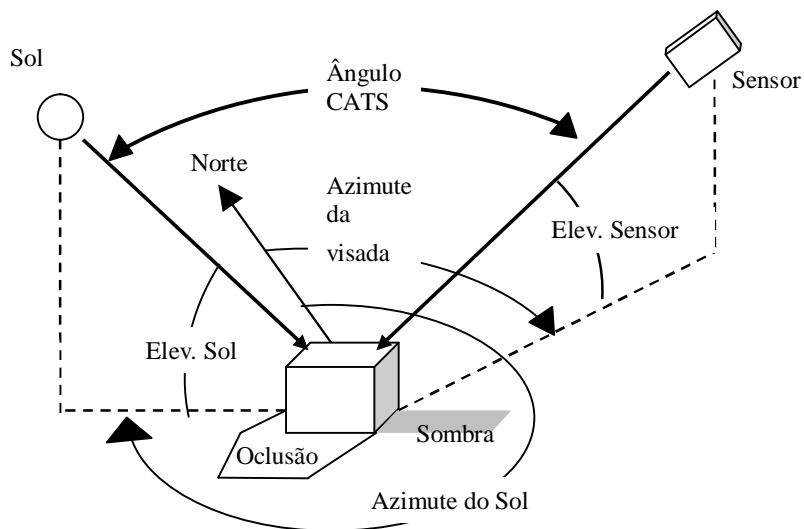 Sol
Ângulo
CATS
Sensor
Norte
Azimute
da
visada
Elev. Sensor
Elev. Sol
Sombra
Oclusão
Azimute do Sol